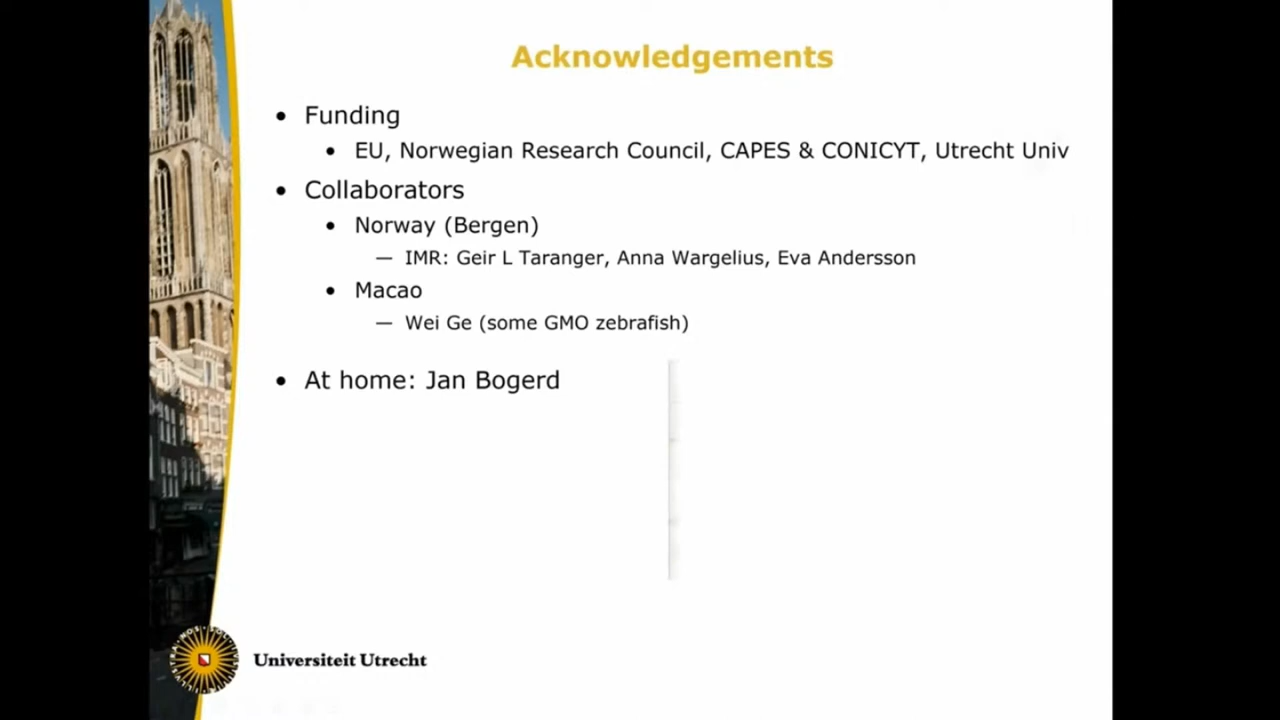 Acknowledgements
• Funding
• EU, Norwegian Research Council, CAPES & CONICYT, Utrecht Univ
• Collaborators
• Norway (Bergen)
— IMR: Geir L Taranger, Anna Wargelius, Eva Andersson
• Macao
— Wei Ge (some GMO zebrafish)
• At home: Jan Bogerd
Universiteit Utrecht